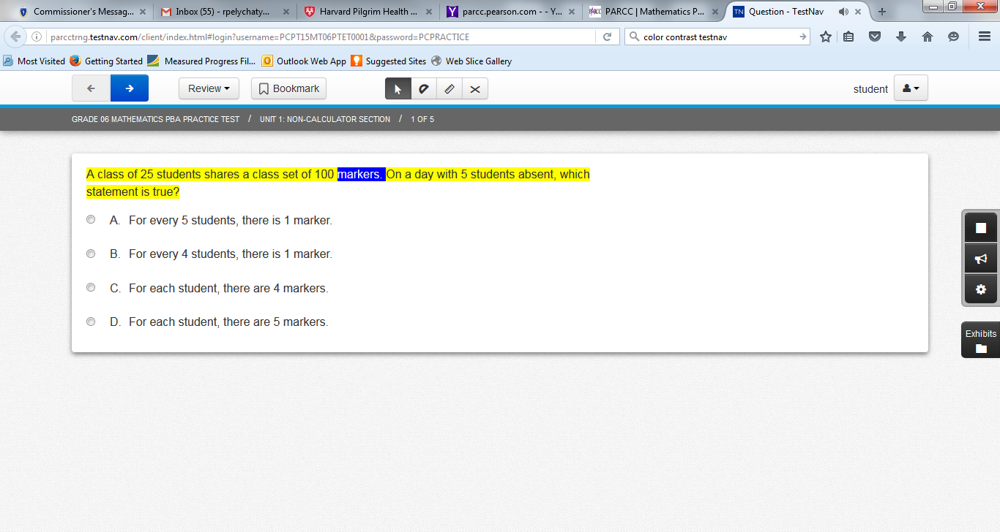 Commissioner's Messag...
Inbox (55) - rpelychaty...
Harvard Pilgrim Health ...
Y parcc.pearson.com - - Y...
PARCC | Mathematics P...
TN Question - TestNav
parcctrng.testnav.com/client/index.html#login?username=PCPT15MT06PTET0001&password=PCPRACTICE
color contrast testnav
Most Visited Getting Started Measured Progress Fil... Outlook Web App Suggested Sites Web Slice Gallery
Review Bookmark student
GRADE 06 MATHEMATICS PBA PRACTICE TEST / UNIT 1: NON-CALCULATOR SECTION / 1 OF 5
A class of 25 students shares a class set of 100 markers. On a day with 5 students absent, which
statement is true?
A. For every 5 students, there is 1 marker.
B. For every 4 students, there is 1 marker.
C. For each student, there are 4 markers.
D. For each student, there are 5 markers.
Exhibits